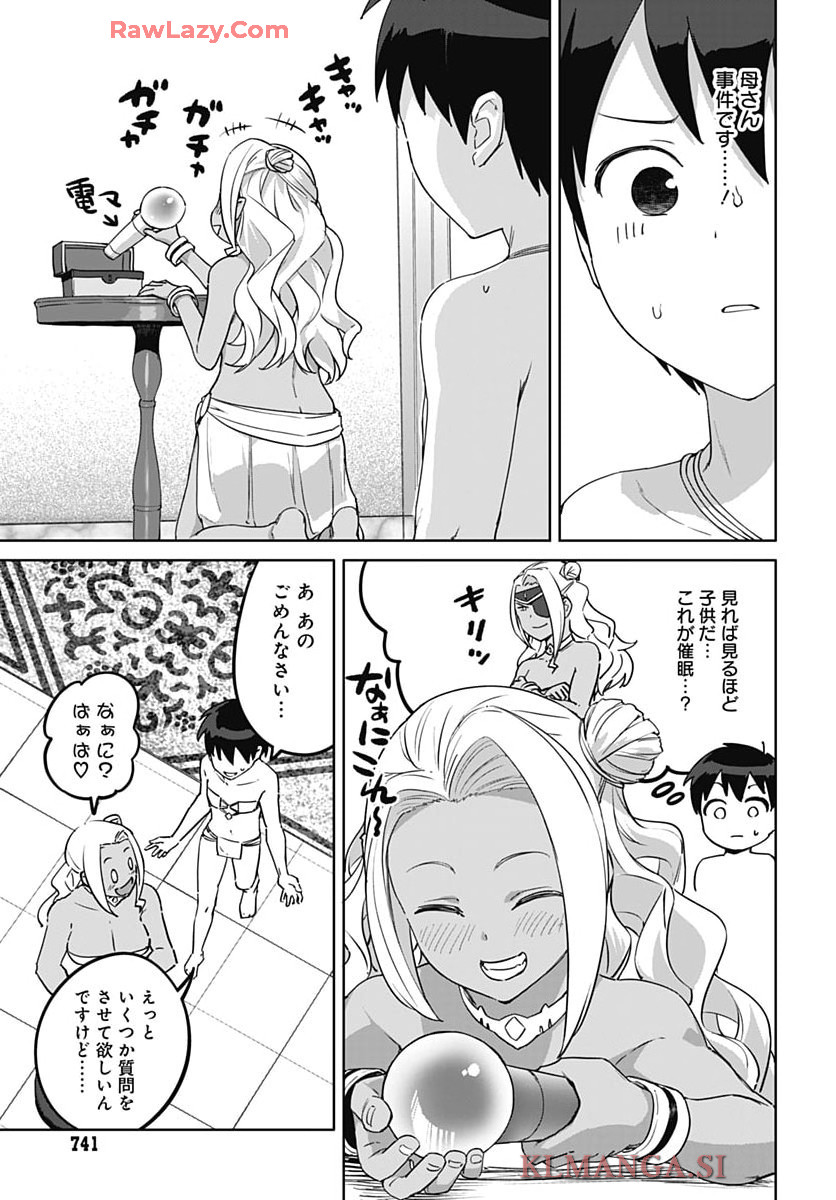 RawLazy.Com
母さん
事件です……！
キャッ
キャッ
ガチャ
ガチャ
電マ
見れば見るほど
子供だ…
これが催眠…？
キリッ
なぁにこれ〜
あ あの
ごめんなさい…
なぁに？
はぁは♡
えっと
いくつか質問を
させて欲しいん
ですけど……
741
KLMANGA.SI